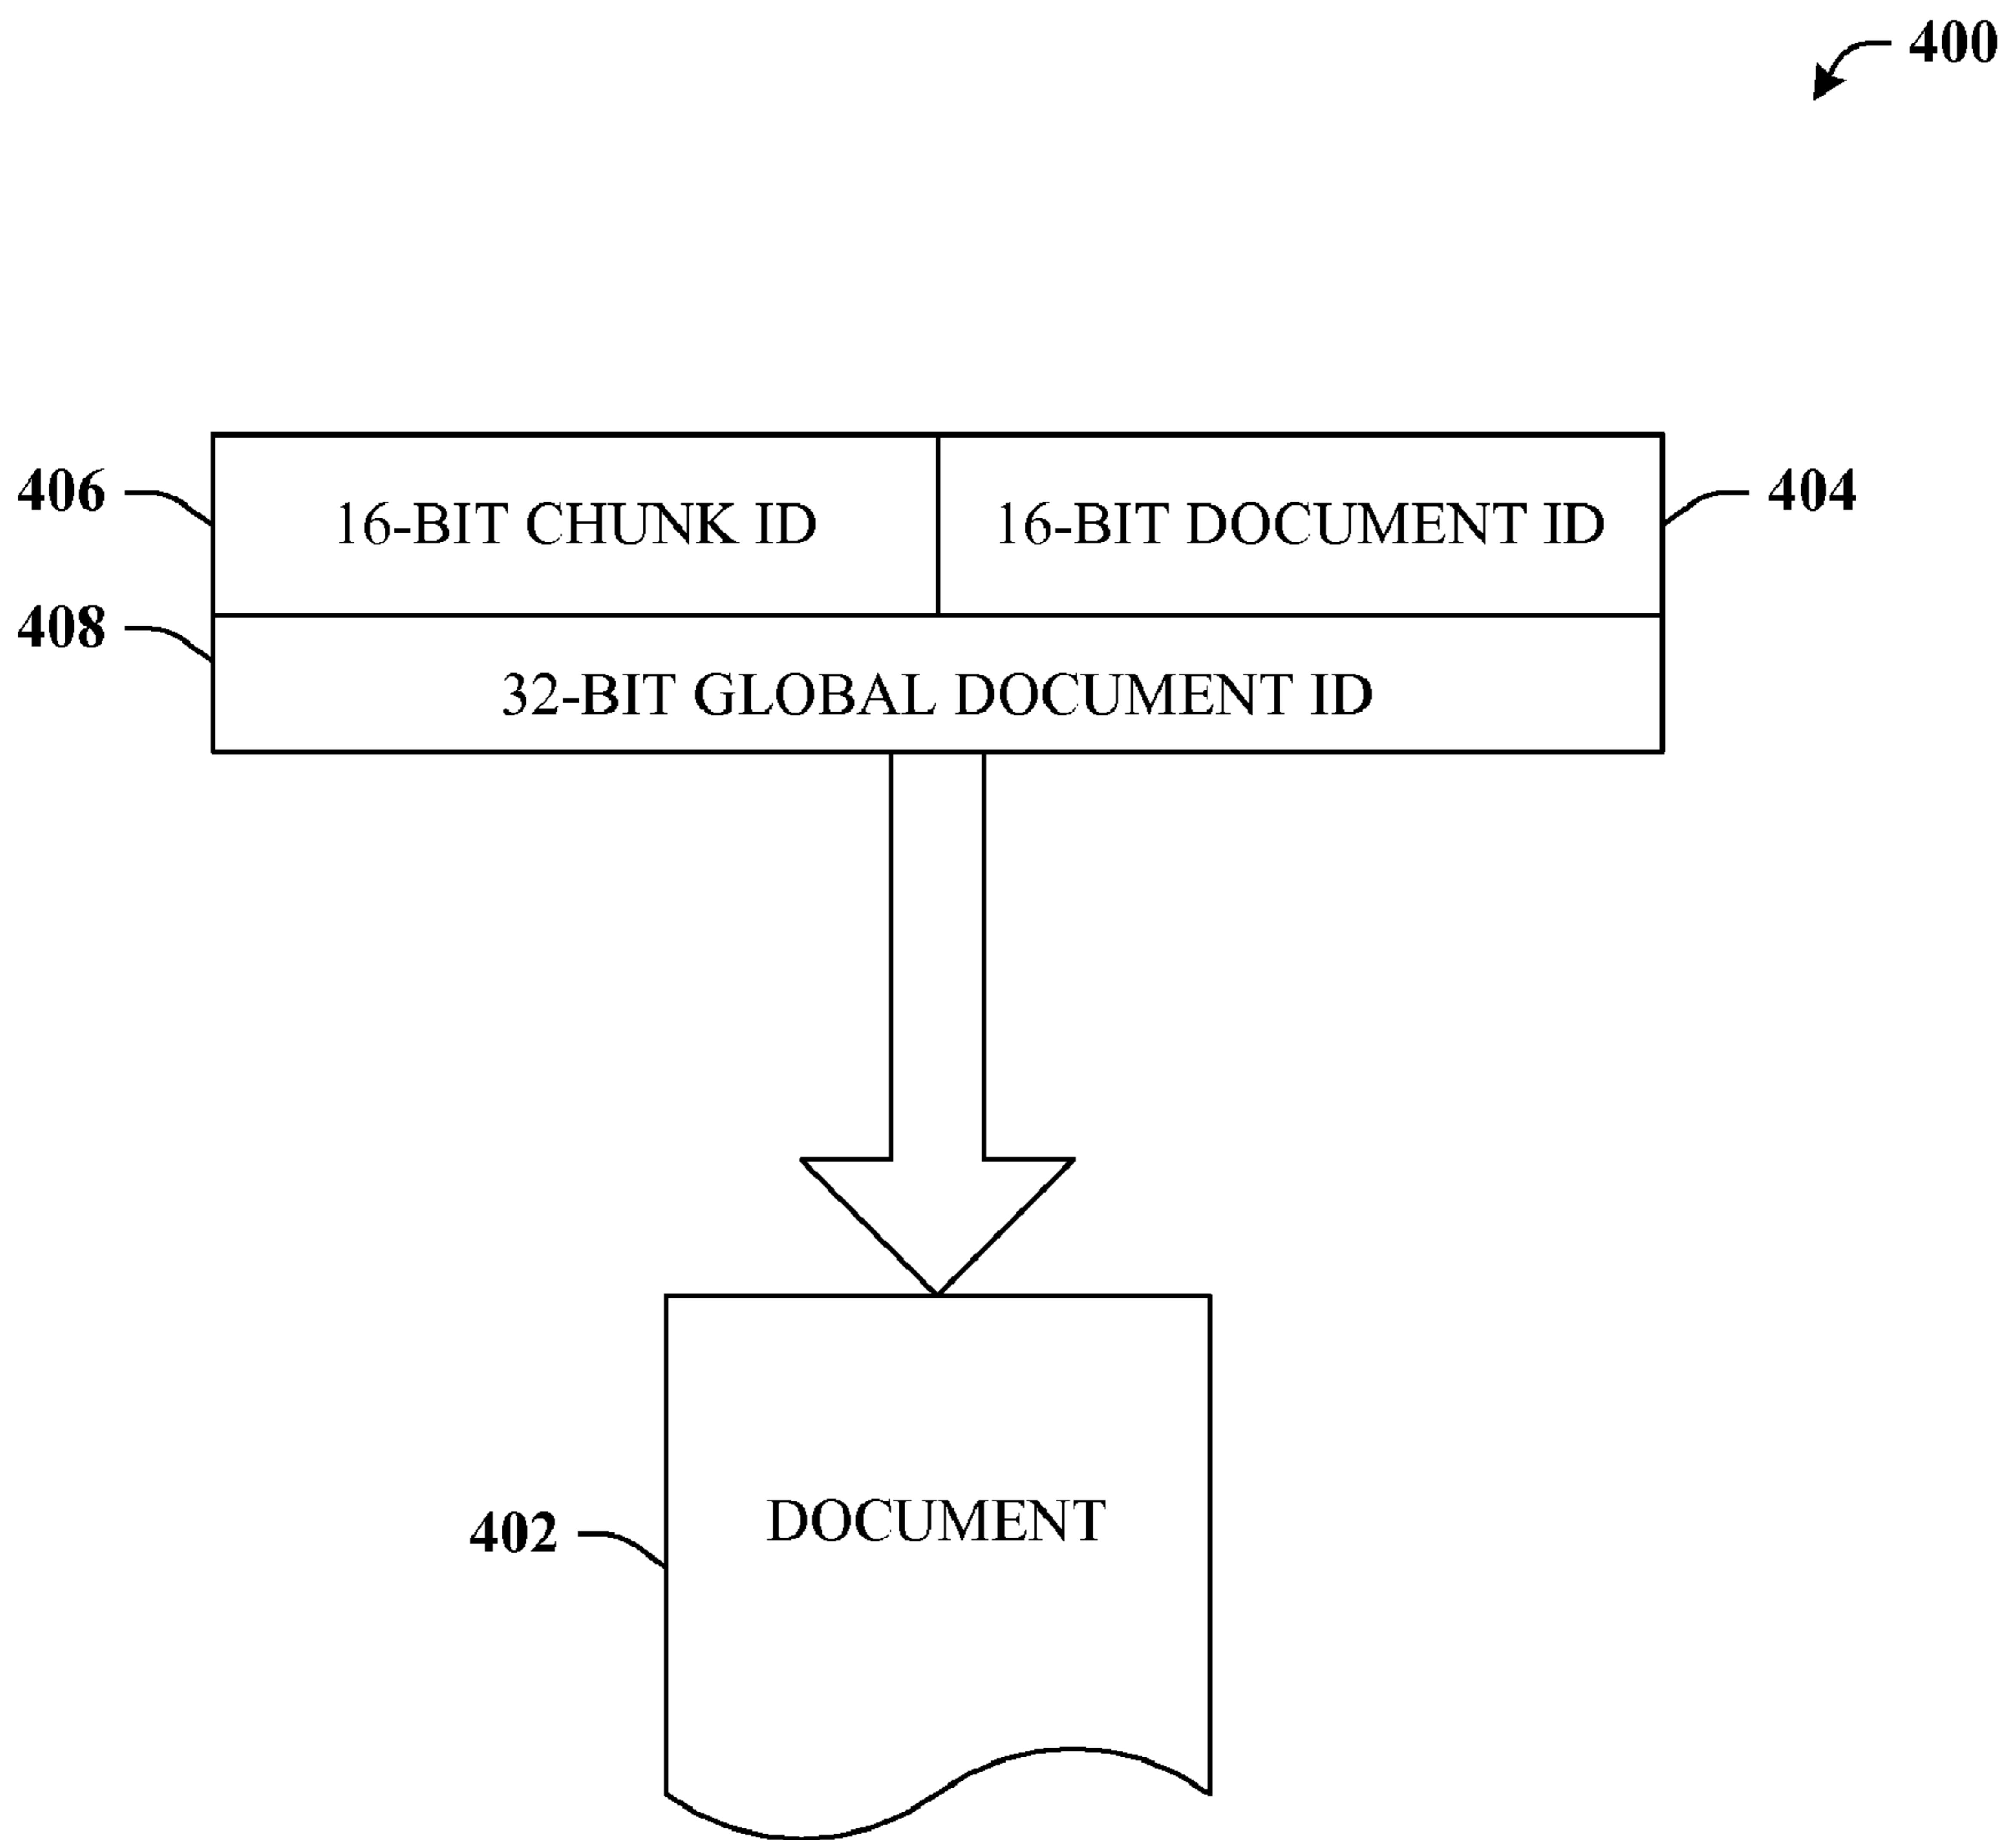 400
406
16-BIT CHUNK ID
16-BIT DOCUMENT ID
404
408
32-BIT GLOBAL DOCUMENT ID
402
DOCUMENT